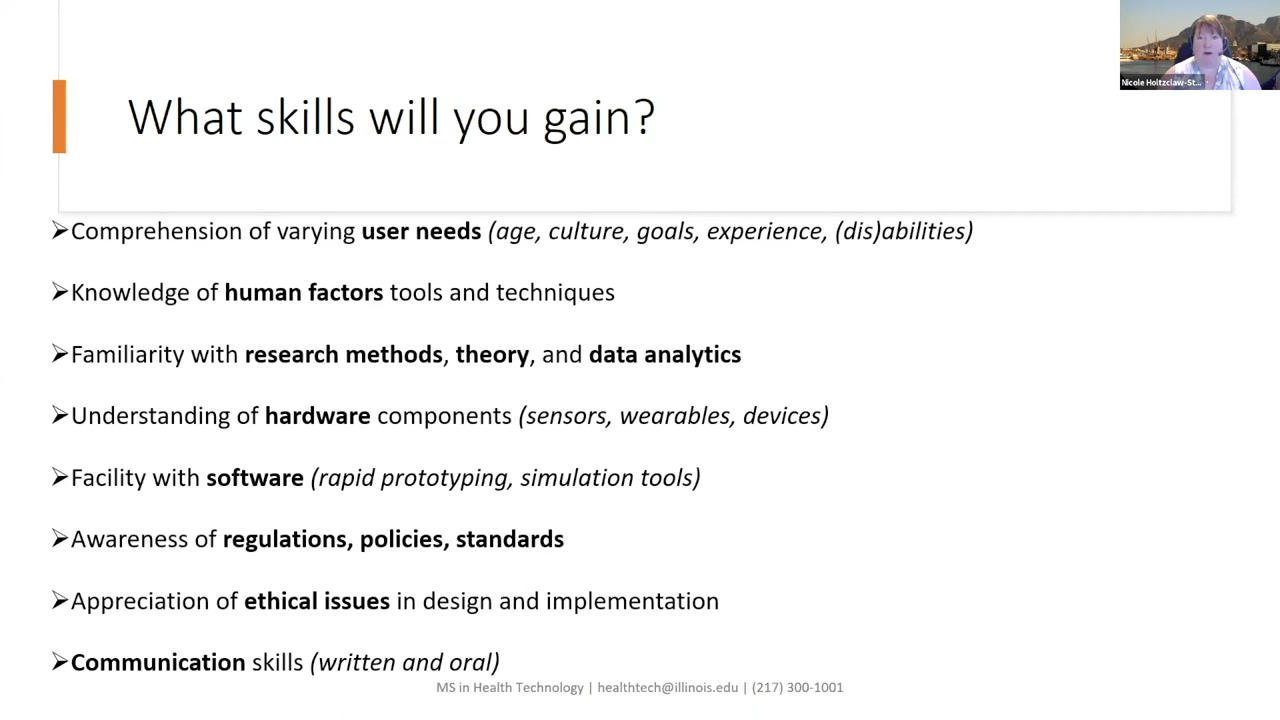 Nicole Holtzclaw-St...
What skills will you gain?
➢Comprehension of varying user needs (age, culture, goals, experience, (dis)abilities)
➢Knowledge of human factors tools and techniques
➢Familiarity with research methods, theory, and data analytics
➢Understanding of hardware components (sensors, wearables, devices)
➢Facility with software (rapid prototyping, simulation tools)
➢Awareness of regulations, policies, standards
➢Appreciation of ethical issues in design and implementation
➢Communication skills (written and oral)
MS in Health Technology | healthtech@illinois.edu | (217) 300-1001